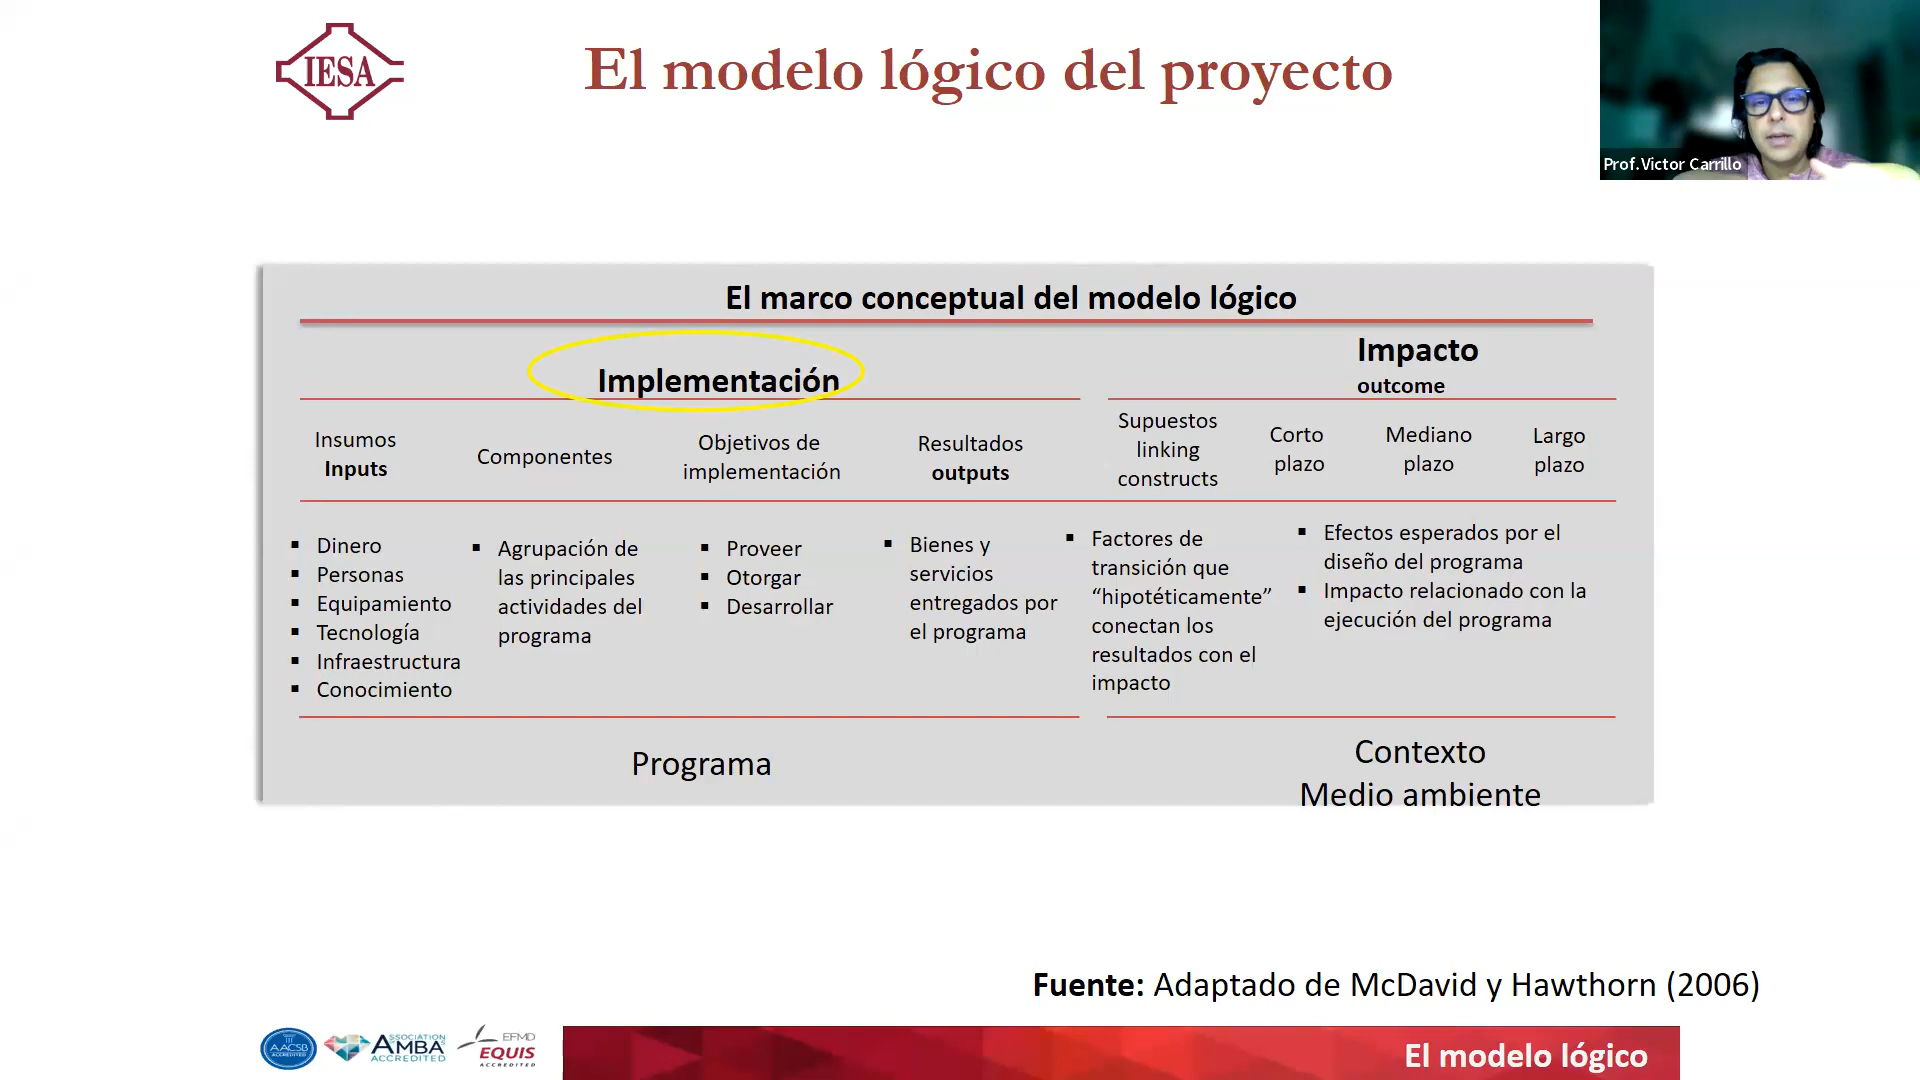 IESA
El modelo lógico del proyecto
Prof. Victor Carrillo
El marco conceptual del modelo lógico
Implementación
Impacto
outcome
Insumos
Inputs
Componentes
Objetivos de
implementación
Resultados
outputs
Supuestos
linking
constructs
Corto
plazo
Mediano
plazo
Largo
plazo
▪ Dinero
▪ Personas
▪ Equipamiento
▪ Tecnología
▪ Infraestructura
▪ Conocimiento
▪ Agrupación de
las principales
actividades del
programa
▪ Proveer
▪ Otorgar
▪ Desarrollar
▪ Bienes y
servicios
entregados por
el programa
▪ Factores de
transición que
“hipotéticamente”
conectan los
resultados con el
impacto
▪ Efectos esperados por el
diseño del programa
▪ Impacto relacionado con la
ejecución del programa
Programa
Contexto
Medio ambiente
Fuente: Adaptado de McDavid y Hawthorn (2006)
AACSB
ACCREDITED
ASSOCIATION
AMBA
ACCREDITED
EFMD
EQUIS
ACCREDITED
El modelo lógico